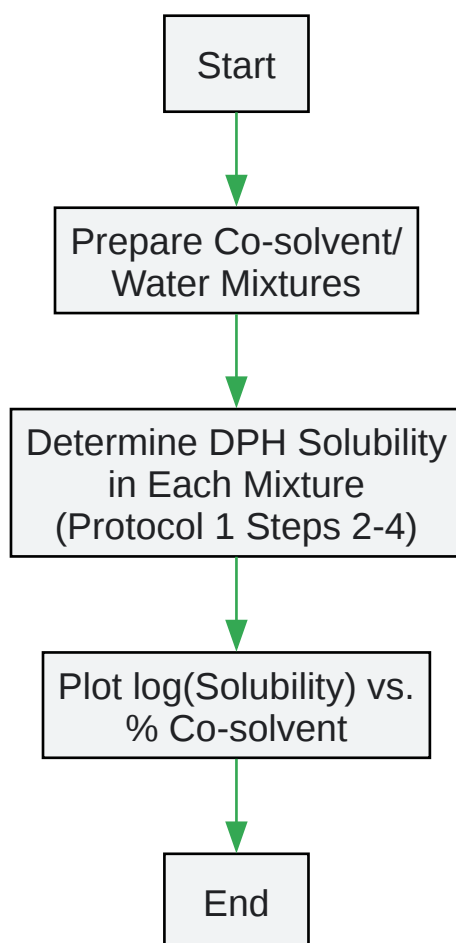 Start
Prepare Co-solvent/
Water Mixtures
Determine DPH Solubility
in Each Mixture
(Protocol 1 Steps 2-4)
Plot log(Solubility) vs.
% Co-solvent
End